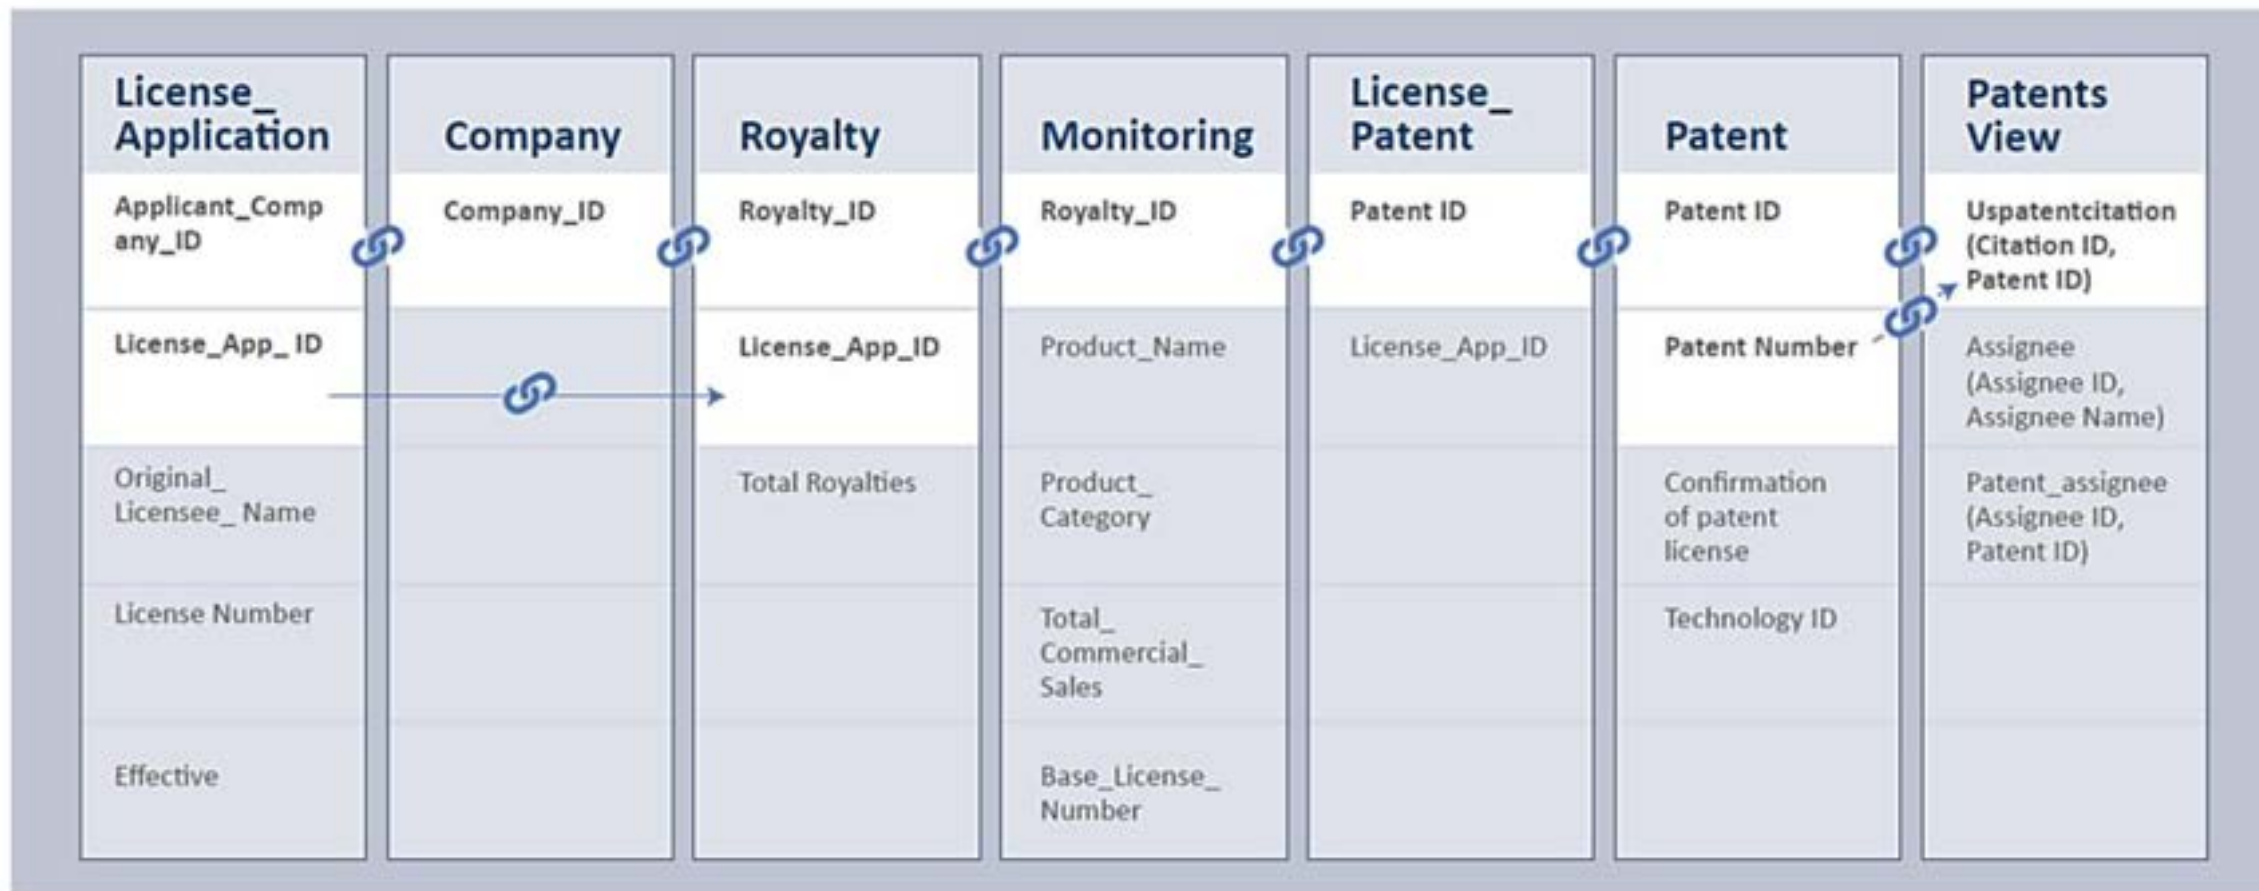 License_
Application
Applicant_Comp
any_ID
License_App_ ID
Original_
Licensee_ Name
License Number
Effective
Company
Company_ID
Royalty
Royalty_ID
License_App_ID
Total Royalties
Monitoring
Royalty_ID
Product_Name
Product_
Category
Total_
Commercial_
Sales
Base_License_
Number
License_
Patent
Patent ID
License_App_ID
Patent
Patent ID
Patent Number
Confirmation
of patent
license
Technology ID
Patents
View
Uspatentcitation
(Citation ID,
Patent ID)
Assignee
(Assignee ID,
Assignee Name)
Patent_assignee
(Assignee ID,
Patent ID)